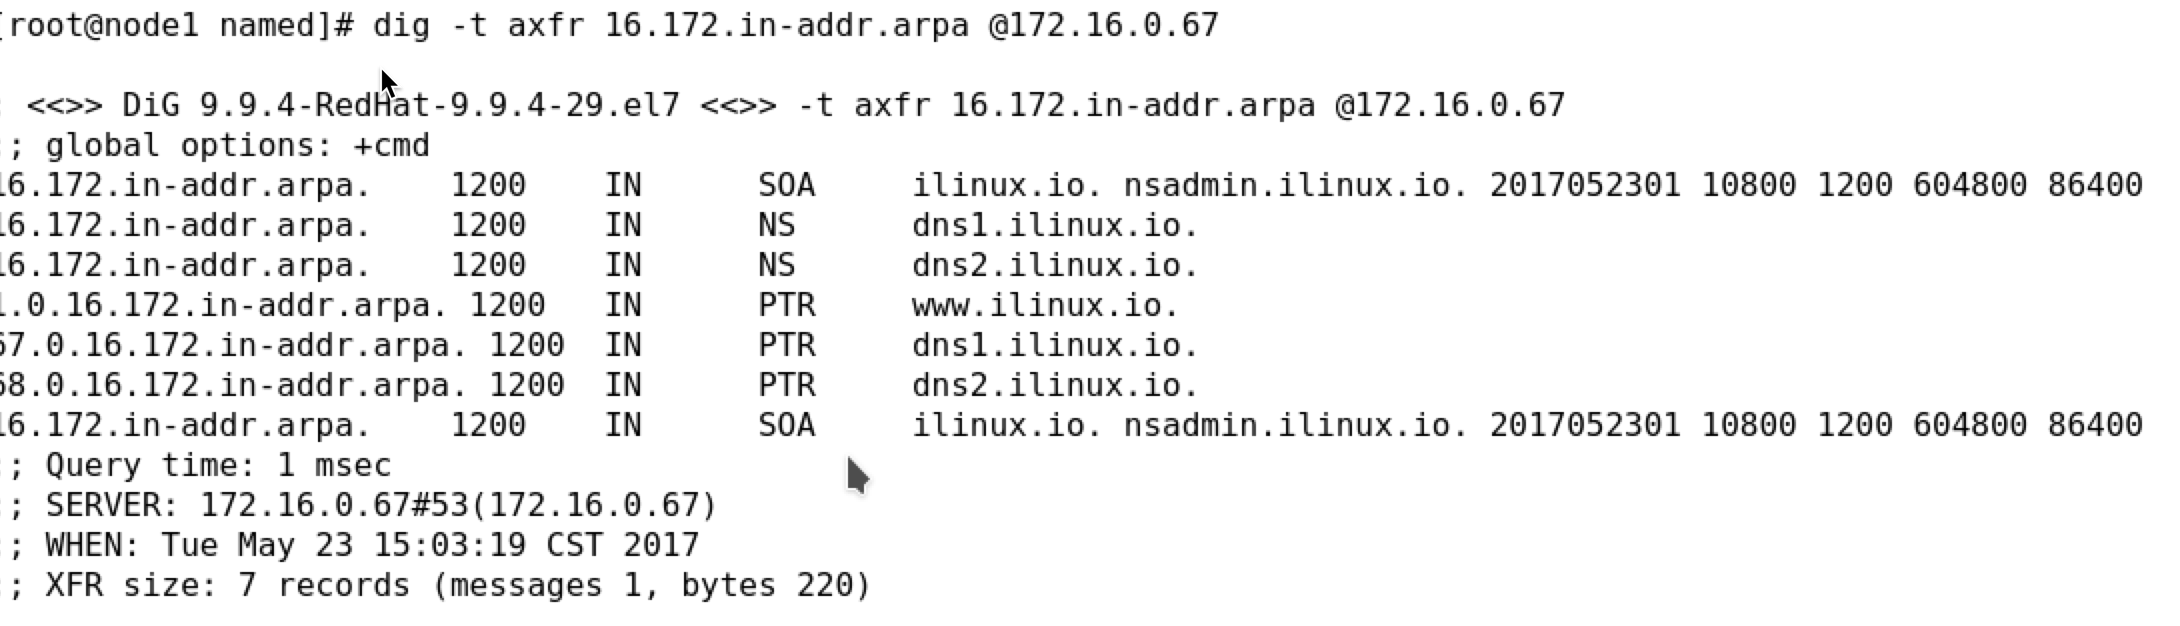 [root@node1 named]# dig -t axfr 16.172.in-addr.arpa @172.16.0.67
; <<>> DiG 9.9.4-RedHat-9.9.4-29.el7 <<>> -t axfr 16.172.in-addr.arpa @172.16.0.67
;; global options: +cmd
16.172.in-addr.arpa. 1200 IN SOA ilinux.io. nsadmin.ilinux.io. 2017052301 10800 1200 604800 86400
16.172.in-addr.arpa. 1200 IN NS dns1.ilinux.io.
16.172.in-addr.arpa. 1200 IN NS dns2.ilinux.io.
1.0.16.172.in-addr.arpa. 1200 IN PTR www.ilinux.io.
67.0.16.172.in-addr.arpa. 1200 IN PTR dns1.ilinux.io.
68.0.16.172.in-addr.arpa. 1200 IN PTR dns2.ilinux.io.
16.172.in-addr.arpa. 1200 IN SOA ilinux.io. nsadmin.ilinux.io. 2017052301 10800 1200 604800 86400
;; Query time: 1 msec
;; SERVER: 172.16.0.67#53(172.16.0.67)
;; WHEN: Tue May 23 15:03:19 CST 2017
;; XFR size: 7 records (messages 1, bytes 220)